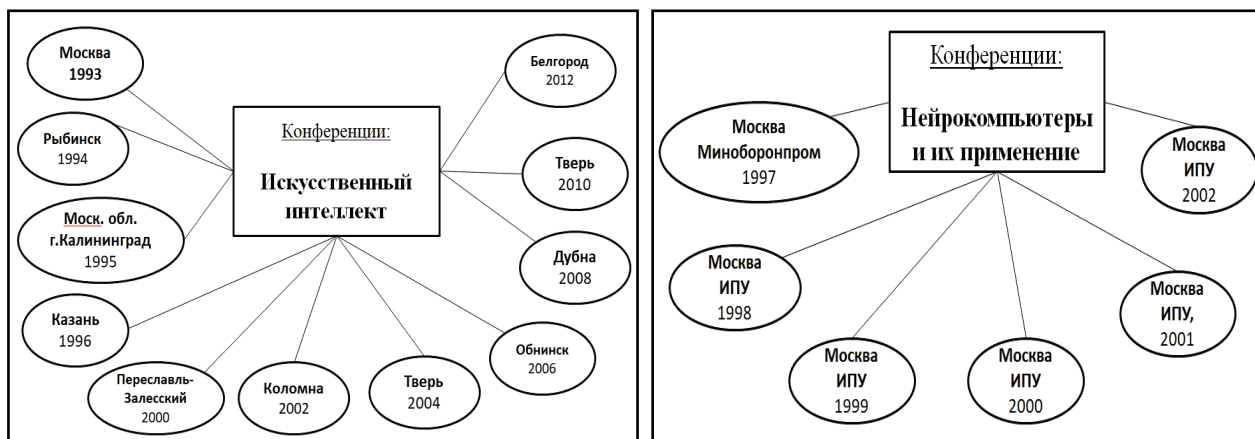 Конференции:
Искусственный
интеллект
Москва
1993
Рыбинск
1994
Моск. обл.
г.Калининград
1995
Казань
1996
Переславль-
Залесский
2000
Коломна
2002
Тверь
2004
Обнинск
2006
Дубна
2008
Тверь
2010
Белгород
2012
Конференции:
Нейрокомпьютеры
и их применение
Москва
Миноборонпром
1997
Москва
ИПУ
1998
Москва
ИПУ
1999
Москва
ИПУ
2000
Москва
ИПУ,
2001
Москва
ИПУ
2002